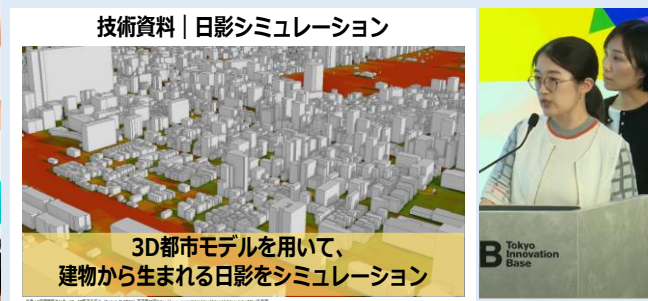 技術資料｜日影シミュレーション
3D都市モデルを用いて、
建物から生まれる日影をシミュレーション
B
Tokyo
Innovation
Base